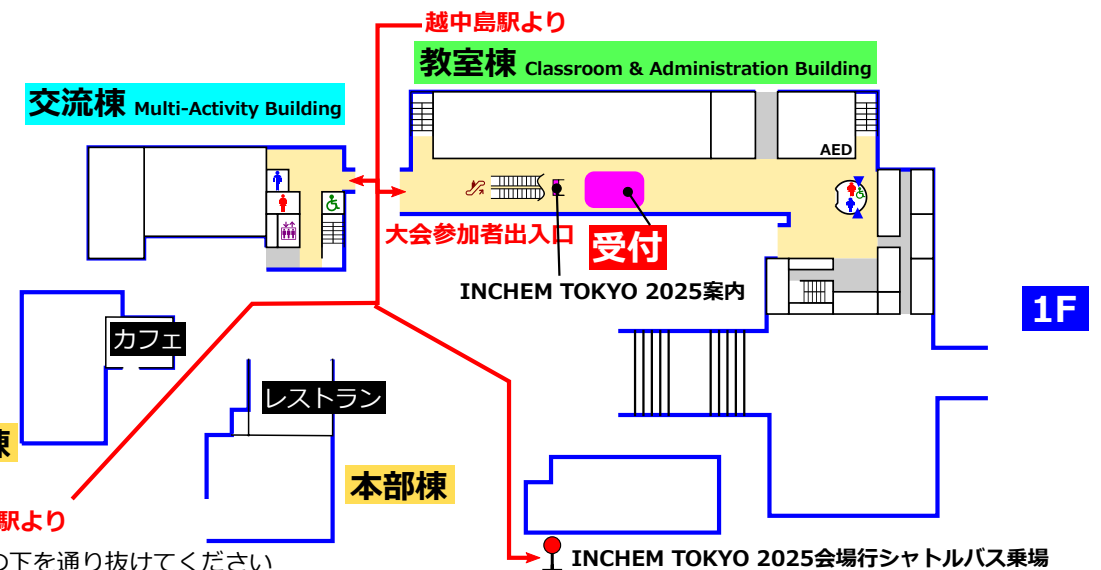 越中島駅より
教室棟 Classroom & Administration Building
交流棟 Multi-Activity Building
AED
大会参加者出入口
受付
INCHEM TOKYO 2025案内
1F
カフェ
レストラン
棟
本部棟
駅より
の下を通り抜けてください
INCHEM TOKYO 2025会場行シャトルバス乗場